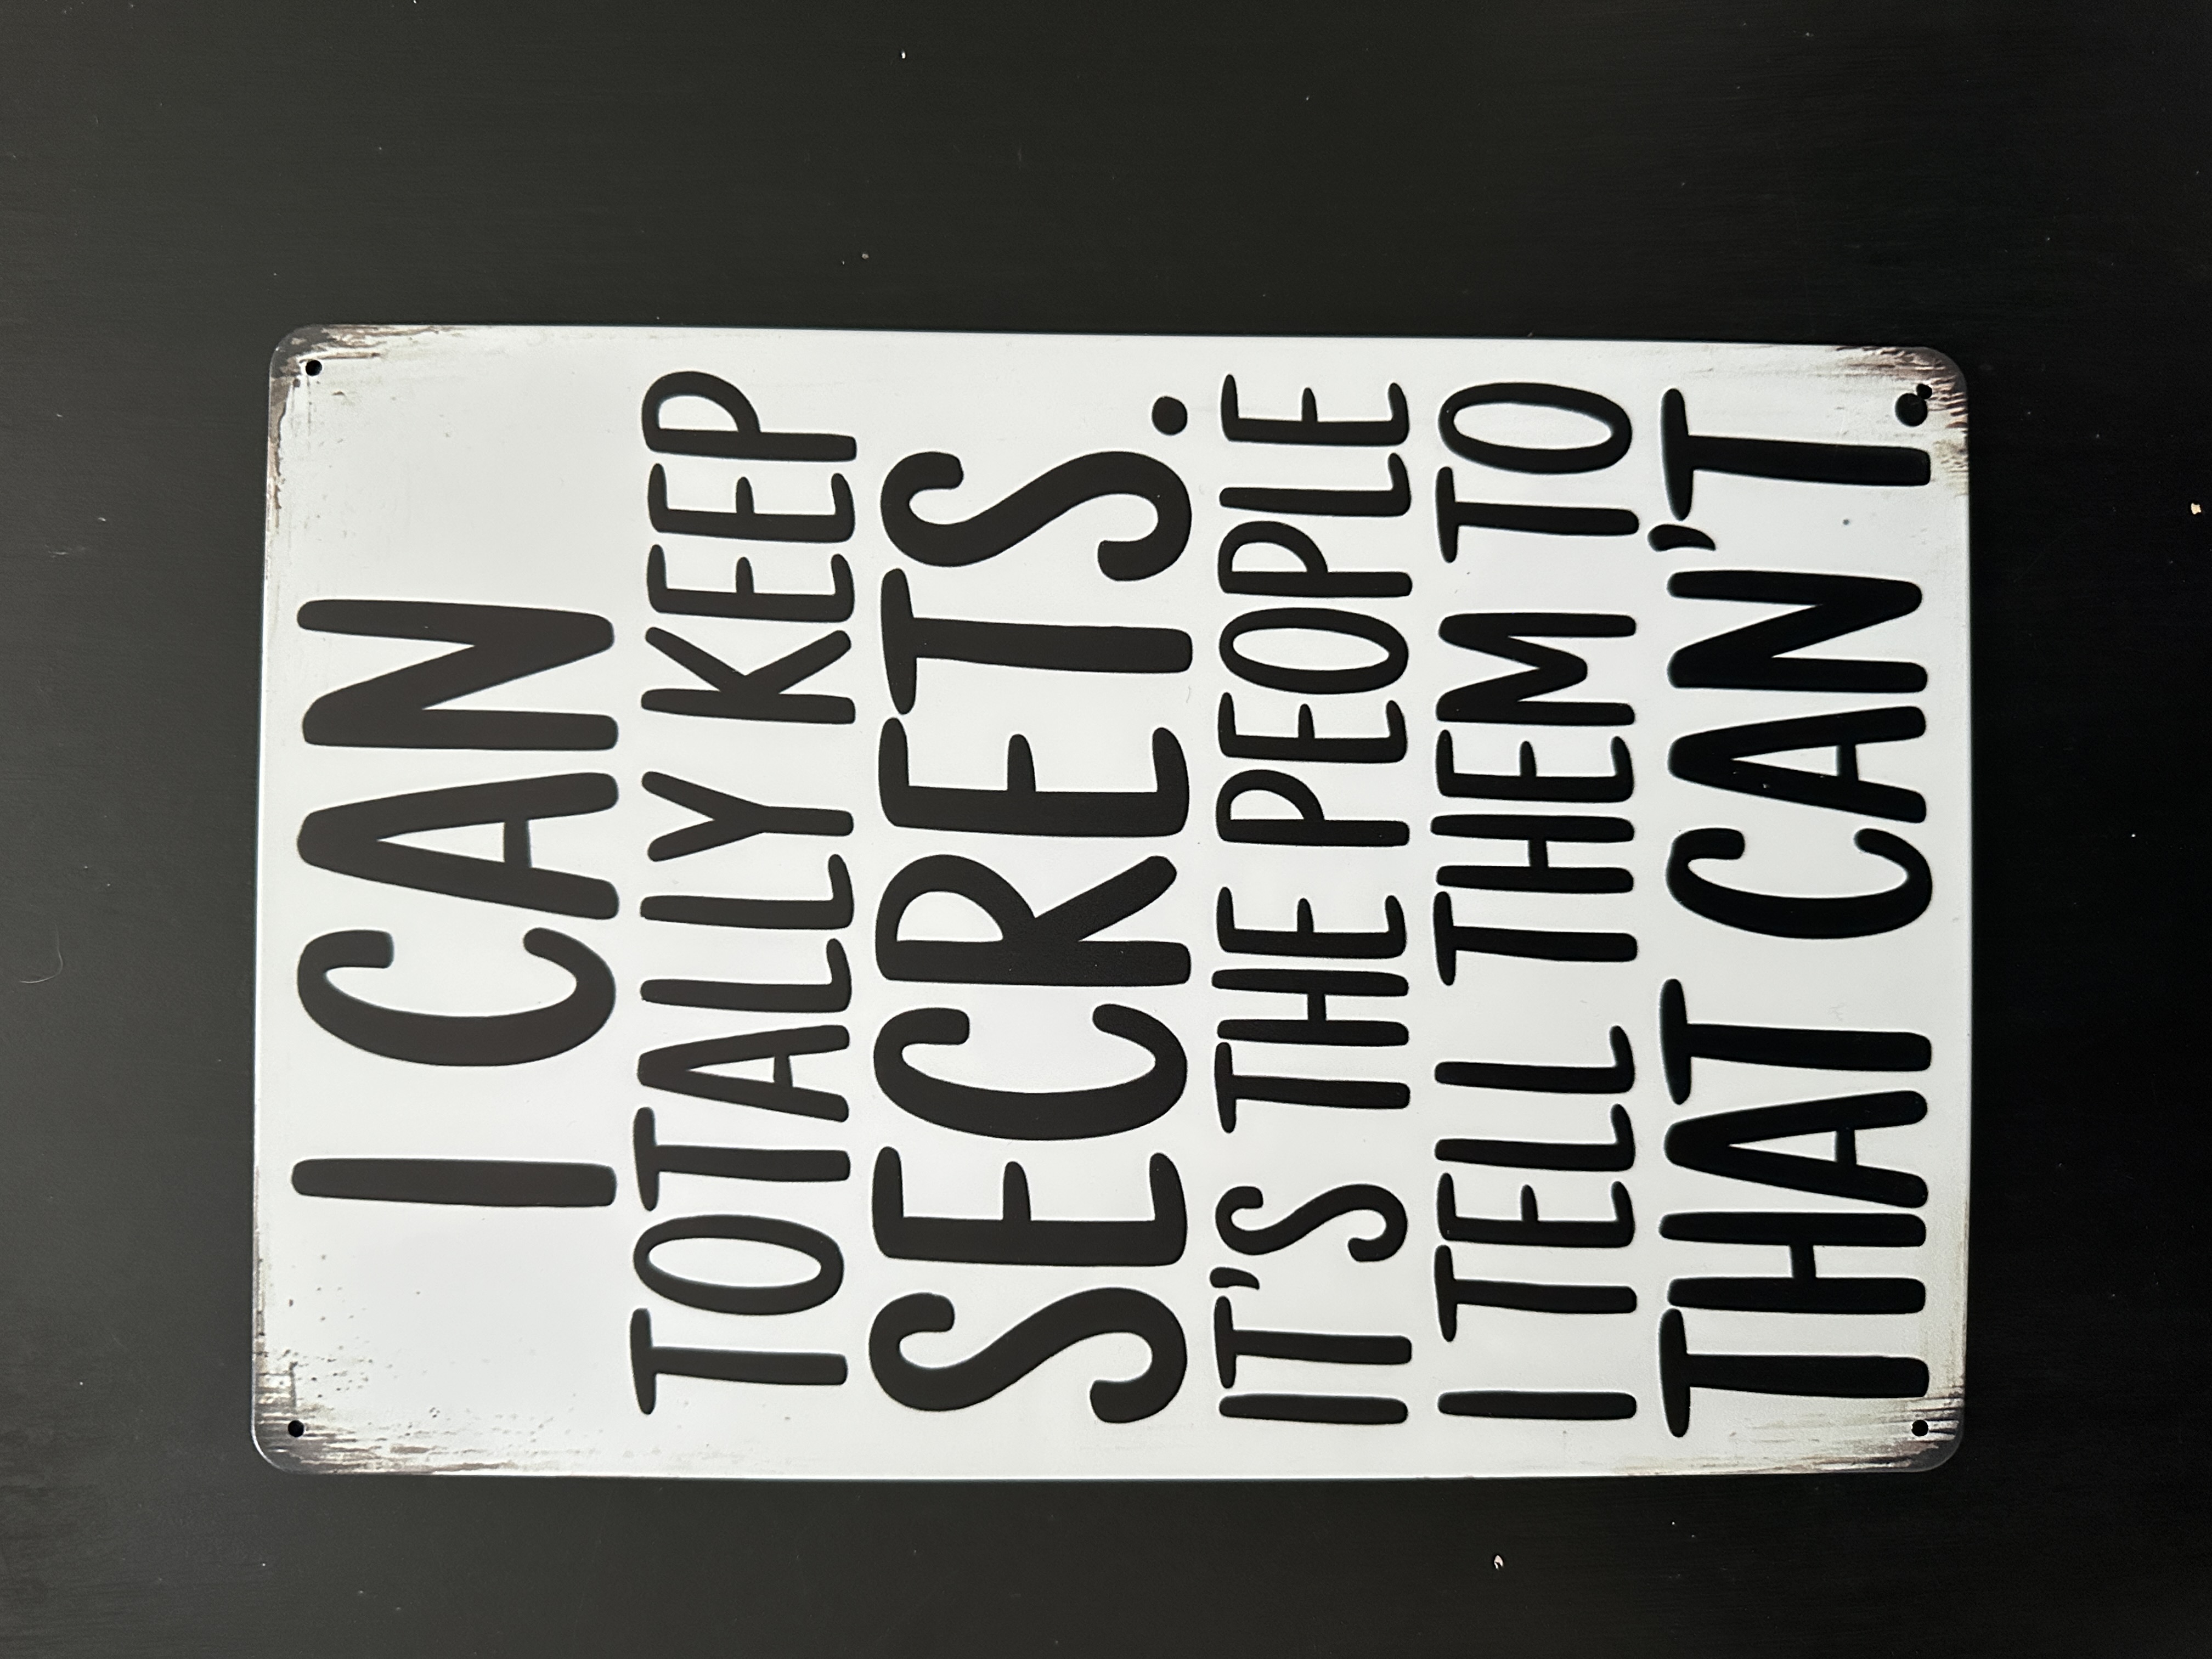 I CAN
TOTALLY KEEP
SECRETS.
IT'S THE PEOPLE
I TELL THEM TO
THAT CAN'T.